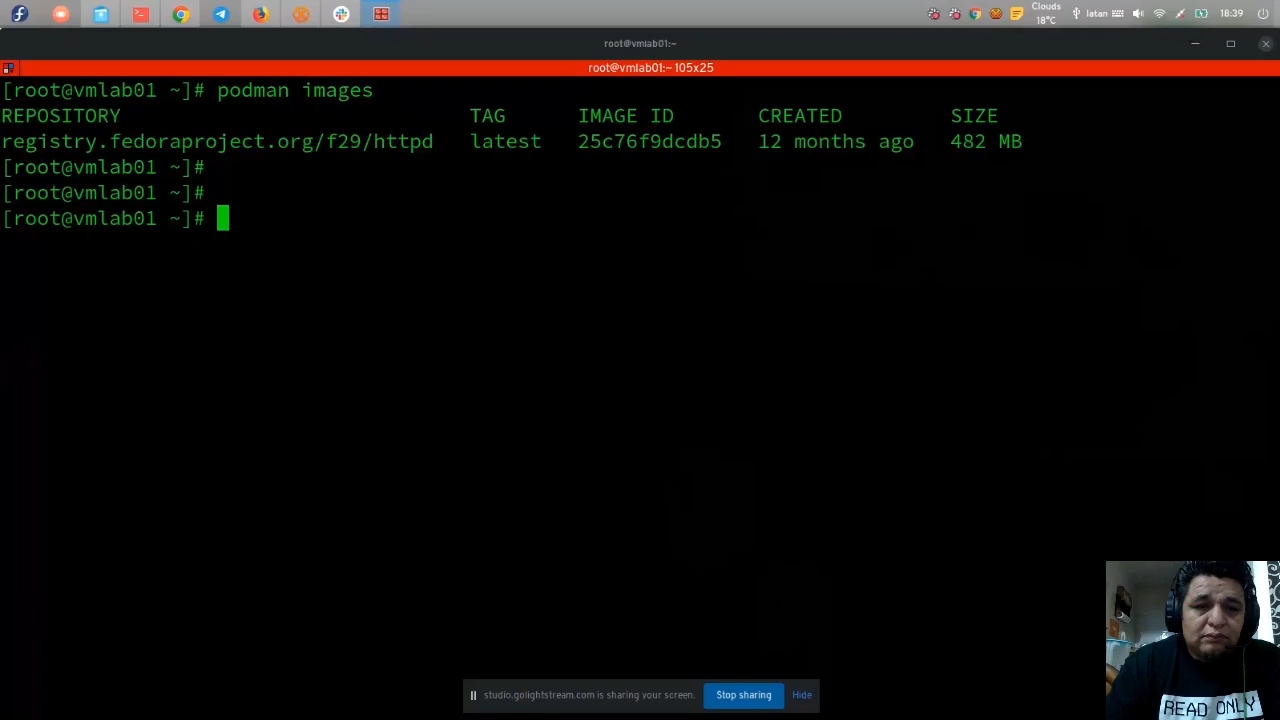 Clouds
18°C
latan
18:39
root@vmlab01:~
root@vmlab01:~ 105x25
[root@vmlab01 ~]# podman images
REPOSITORY TAG IMAGE ID CREATED SIZE
registry.fedoraproject.org/f29/httpd latest 25c76f9dcdb5 12 months ago 482 MB
[root@vmlab01 ~]#
[root@vmlab01 ~]#
[root@vmlab01 ~]#
studio.golightstream.com is sharing your screen. Stop sharing Hide
READ ONLY